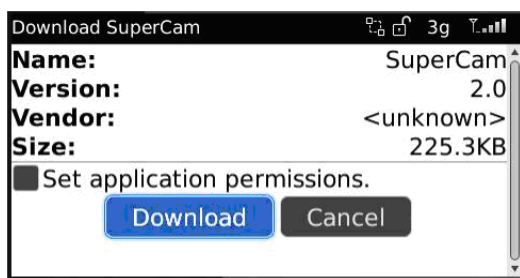 Download SuperCam 3g
Name: SuperCam
Version: 2.0
Vendor: <unknown>
Size: 225.3KB
Set application permissions.
Download Cancel